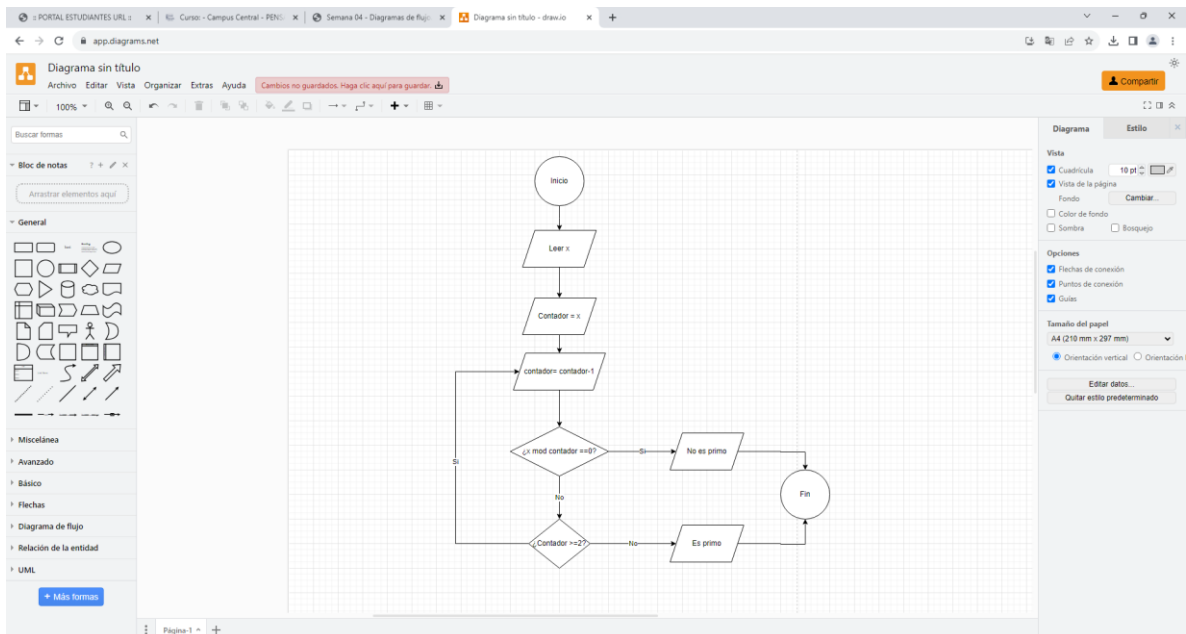 :: PORTAL ESTUDIANTES URL ::
Curso: - Campus Central - PENS-
Semana 04 - Diagramas de flujo
Diagrama sin título - draw.io
app.diagrams.net
Diagrama sin título
Archivo Editar Vista Organizar Extras Ayuda
Cambios no guardados. Haga clic aquí para guardar.
Compartir
100%
Buscar formas
Bloc de notas
Arrastrar elementos aquí
General
Text
Heading
Miscelánea
Avanzado
Básico
Flechas
Diagrama de flujo
Relación de la entidad
UML
+ Más formas
Inicio
Leer x
Contador = x
contador= contador-1
¿x mod contador ==0?
Si
No es primo
Si
No
Fin
¿Contador >=2?
No
Es primo
Página-1
Diagrama
Estilo
Vista
Cuadrícula
10 pt
Vista de la página
Fondo
Cambiar...
Color de fondo
Sombra
Bosquejo
Opciones
Flechas de conexión
Puntos de conexión
Guías
Tamaño del papel
A4 (210 mm x 297 mm)
Orientación vertical
Orientación
Editar datos...
Quitar estilo predeterminado